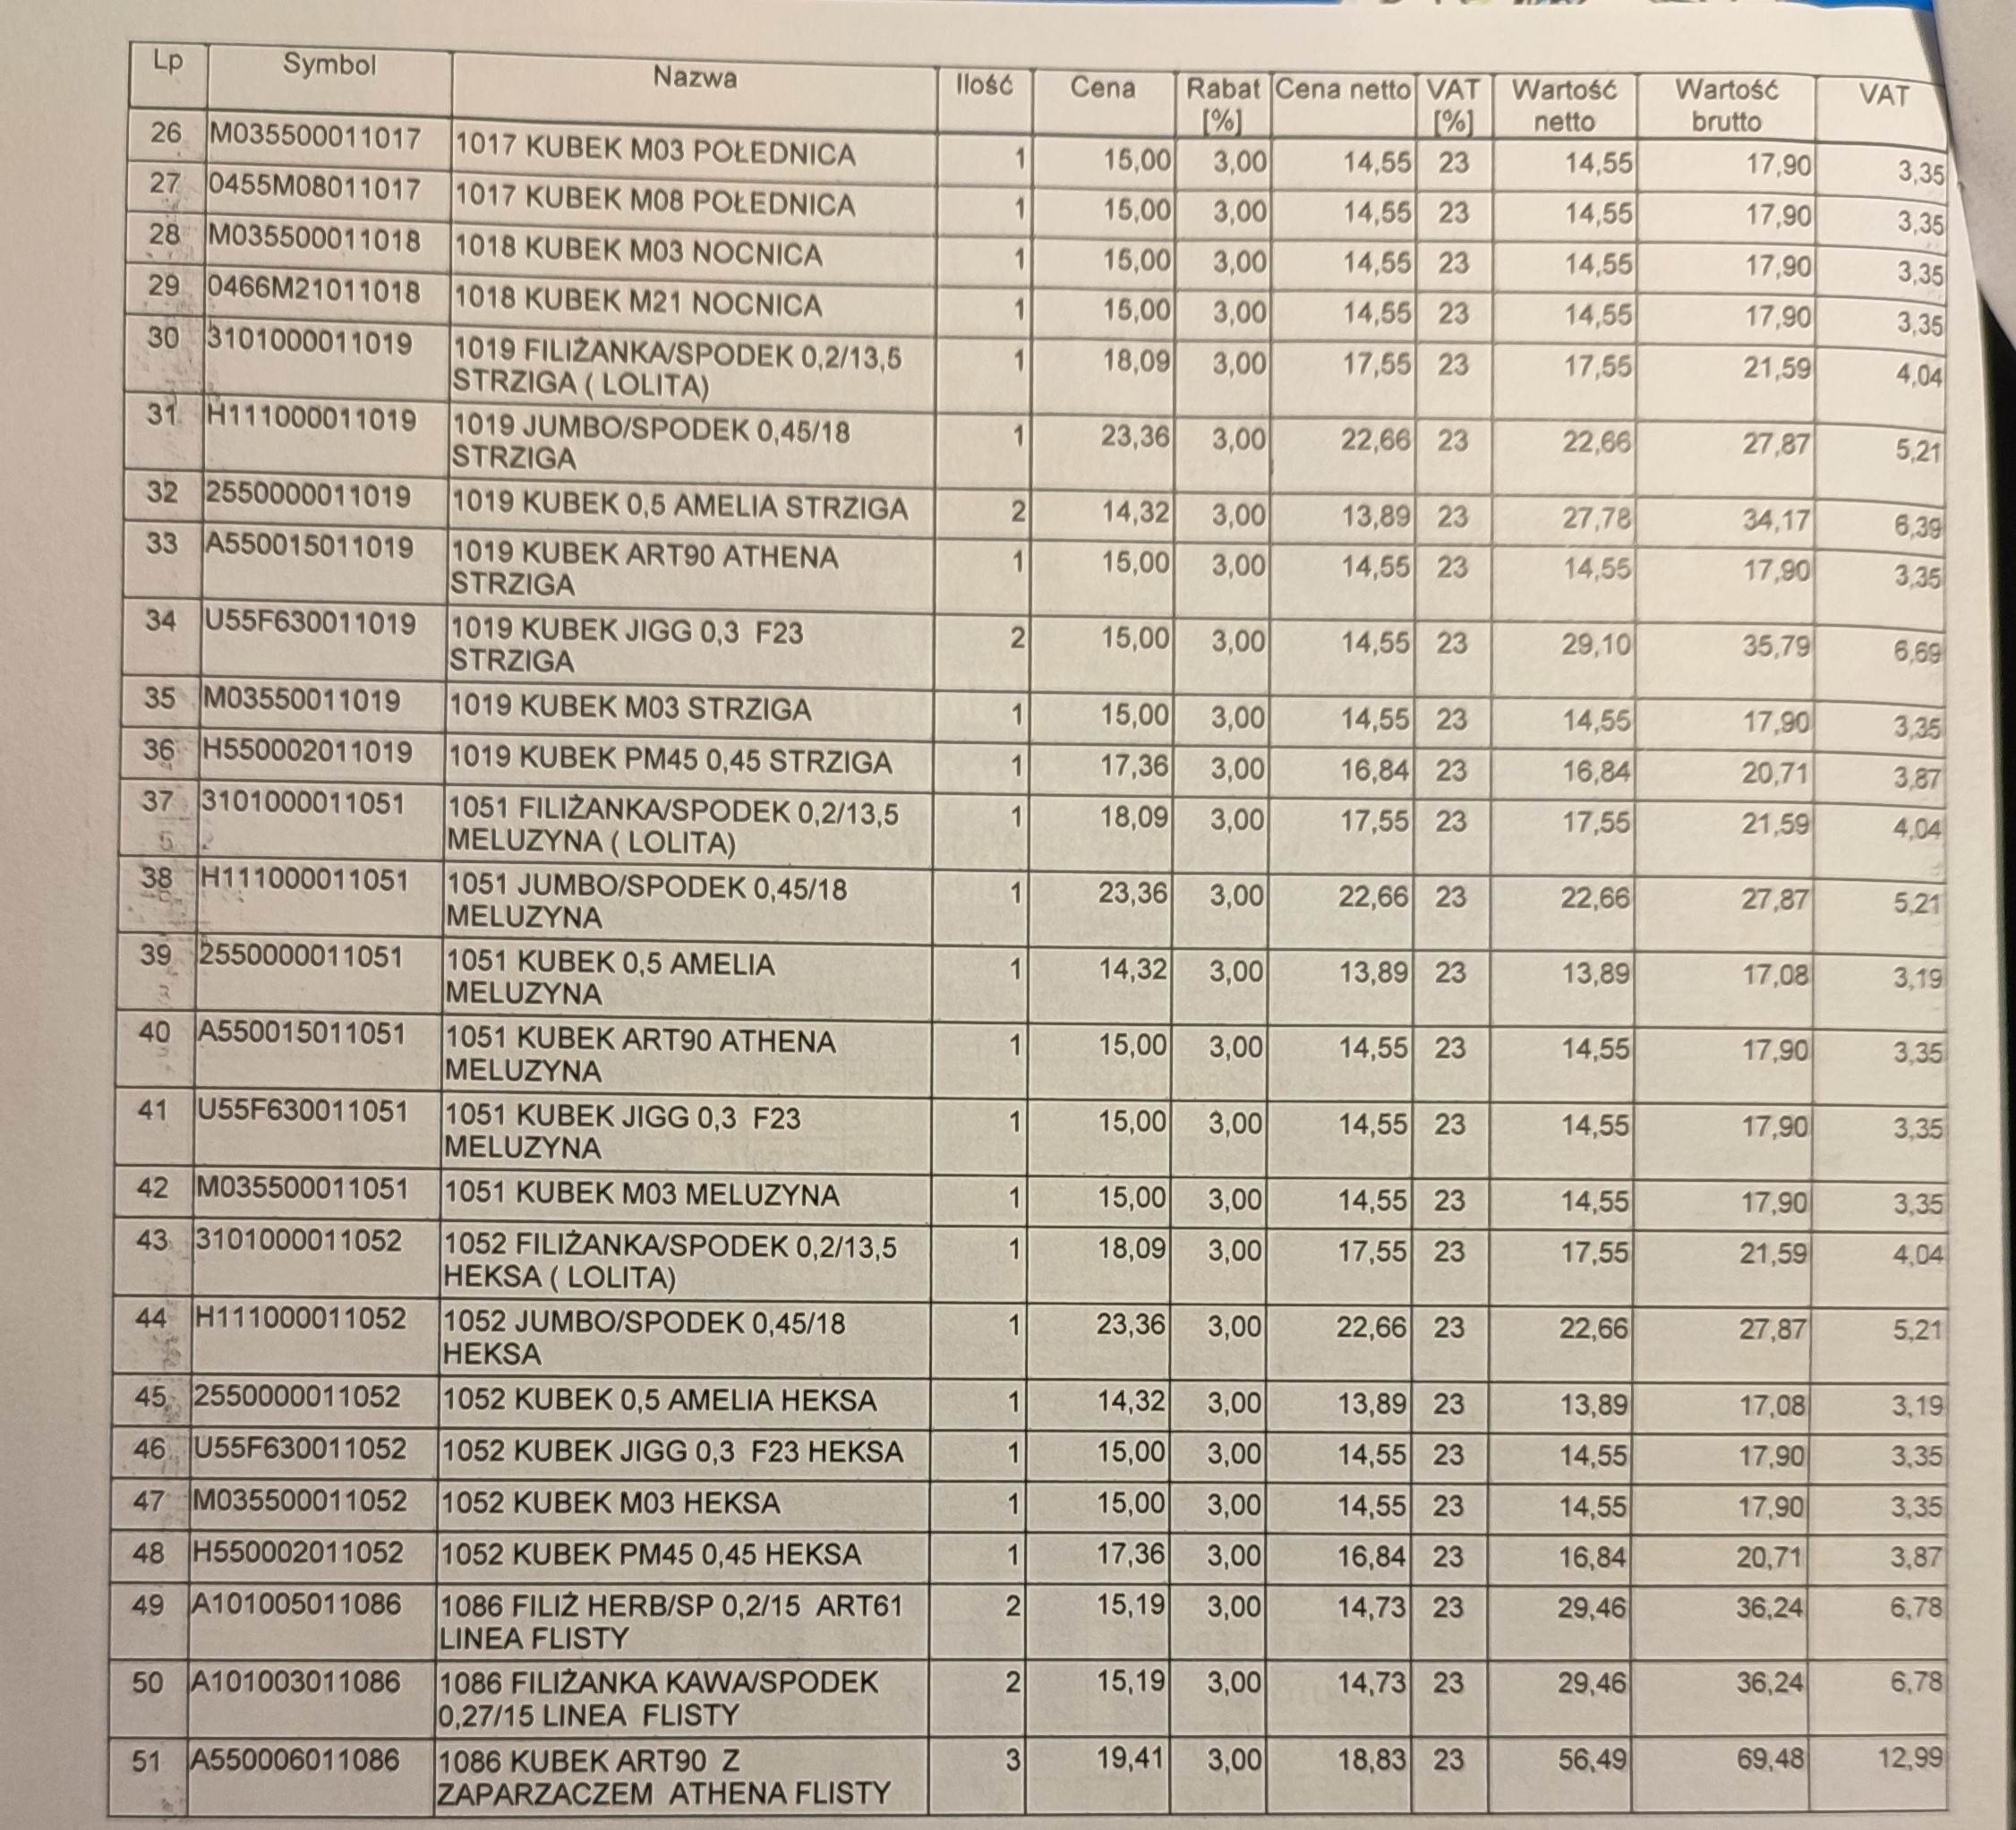 Lp Symbol Nazwa Ilość Cena Rabat [%] Cena netto VAT [%] Wartość netto Wartość brutto VAT
26 M035500011017 1017 KUBEK M03 POŁEDNICA 1 15,00 3,00 14,55 23 14,55 17,90 3,35
27 0455M08011017 1017 KUBEK M08 POŁEDNICA 1 15,00 3,00 14,55 23 14,55 17,90 3,35
28 M035500011018 1018 KUBEK M03 NOCNICA 1 15,00 3,00 14,55 23 14,55 17,90 3,35
29 0466M21011018 1018 KUBEK M21 NOCNICA 1 15,00 3,00 14,55 23 14,55 17,90 3,35
30 3101000011019 1019 FILIŻANKA/SPODEK 0,2/13,5 1 18,09 3,00 17,55 23 17,55 21,59 4,04
STRZIGA ( LOLITA)
31 H111000011019 1019 JUMBO/SPODEK 0,45/18 1 23,36 3,00 22,66 23 22,66 27,87 5,21
STRZIGA
32 2550000011019 1019 KUBEK 0,5 AMELIA STRZIGA 2 14,32 3,00 13,89 23 27,78 34,17 6,39
33 A550015011019 1019 KUBEK ART90 ATHENA 1 15,00 3,00 14,55 23 14,55 17,90 3,35
STRZIGA
34 U55F630011019 1019 KUBEK JIGG 0,3 F23 2 15,00 3,00 14,55 23 29,10 35,79 6,69
STRZIGA
35 M03550011019 1019 KUBEK M03 STRZIGA 1 15,00 3,00 14,55 23 14,55 17,90 3,35
36 H550002011019 1019 KUBEK PM45 0,45 STRZIGA 1 17,36 3,00 16,84 23 16,84 20,71 3,87
37 3101000011051 1051 FILIŻANKA/SPODEK 0,2/13,5 1 18,09 3,00 17,55 23 17,55 21,59 4,04
MELUZYNA ( LOLITA)
38 H111000011051 1051 JUMBO/SPODEK 0,45/18 1 23,36 3,00 22,66 23 22,66 27,87 5,21
MELUZYNA
39 2550000011051 1051 KUBEK 0,5 AMELIA 1 14,32 3,00 13,89 23 13,89 17,08 3,19
MELUZYNA
40 A550015011051 1051 KUBEK ART90 ATHENA 1 15,00 3,00 14,55 23 14,55 17,90 3,35
MELUZYNA
41 U55F630011051 1051 KUBEK JIGG 0,3 F23 1 15,00 3,00 14,55 23 14,55 17,90 3,35
MELUZYNA
42 M035500011051 1051 KUBEK M03 MELUZYNA 1 15,00 3,00 14,55 23 14,55 17,90 3,35
43 3101000011052 1052 FILIŻANKA/SPODEK 0,2/13,5 1 18,09 3,00 17,55 23 17,55 21,59 4,04
HEKSA ( LOLITA)
44 H111000011052 1052 JUMBO/SPODEK 0,45/18 1 23,36 3,00 22,66 23 22,66 27,87 5,21
HEKSA
45 2550000011052 1052 KUBEK 0,5 AMELIA HEKSA 1 14,32 3,00 13,89 23 13,89 17,08 3,19
46 U55F630011052 1052 KUBEK JIGG 0,3 F23 HEKSA 1 15,00 3,00 14,55 23 14,55 17,90 3,35
47 M035500011052 1052 KUBEK M03 HEKSA 1 15,00 3,00 14,55 23 14,55 17,90 3,35
48 H550002011052 1052 KUBEK PM45 0,45 HEKSA 1 17,36 3,00 16,84 23 16,84 20,71 3,87
49 A101005011086 1086 FILIŻ HERB/SP 0,2/15 ART61 2 15,19 3,00 14,73 23 29,46 36,24 6,78
LINEA FLISTY
50 A101003011086 1086 FILIŻANKA KAWA/SPODEK 2 15,19 3,00 14,73 23 29,46 36,24 6,78
0,27/15 LINEA FLISTY
51 A550006011086 1086 KUBEK ART90 Z 3 19,41 3,00 18,83 23 56,49 69,48 12,99
ZAPARZACZEM ATHENA FLISTY